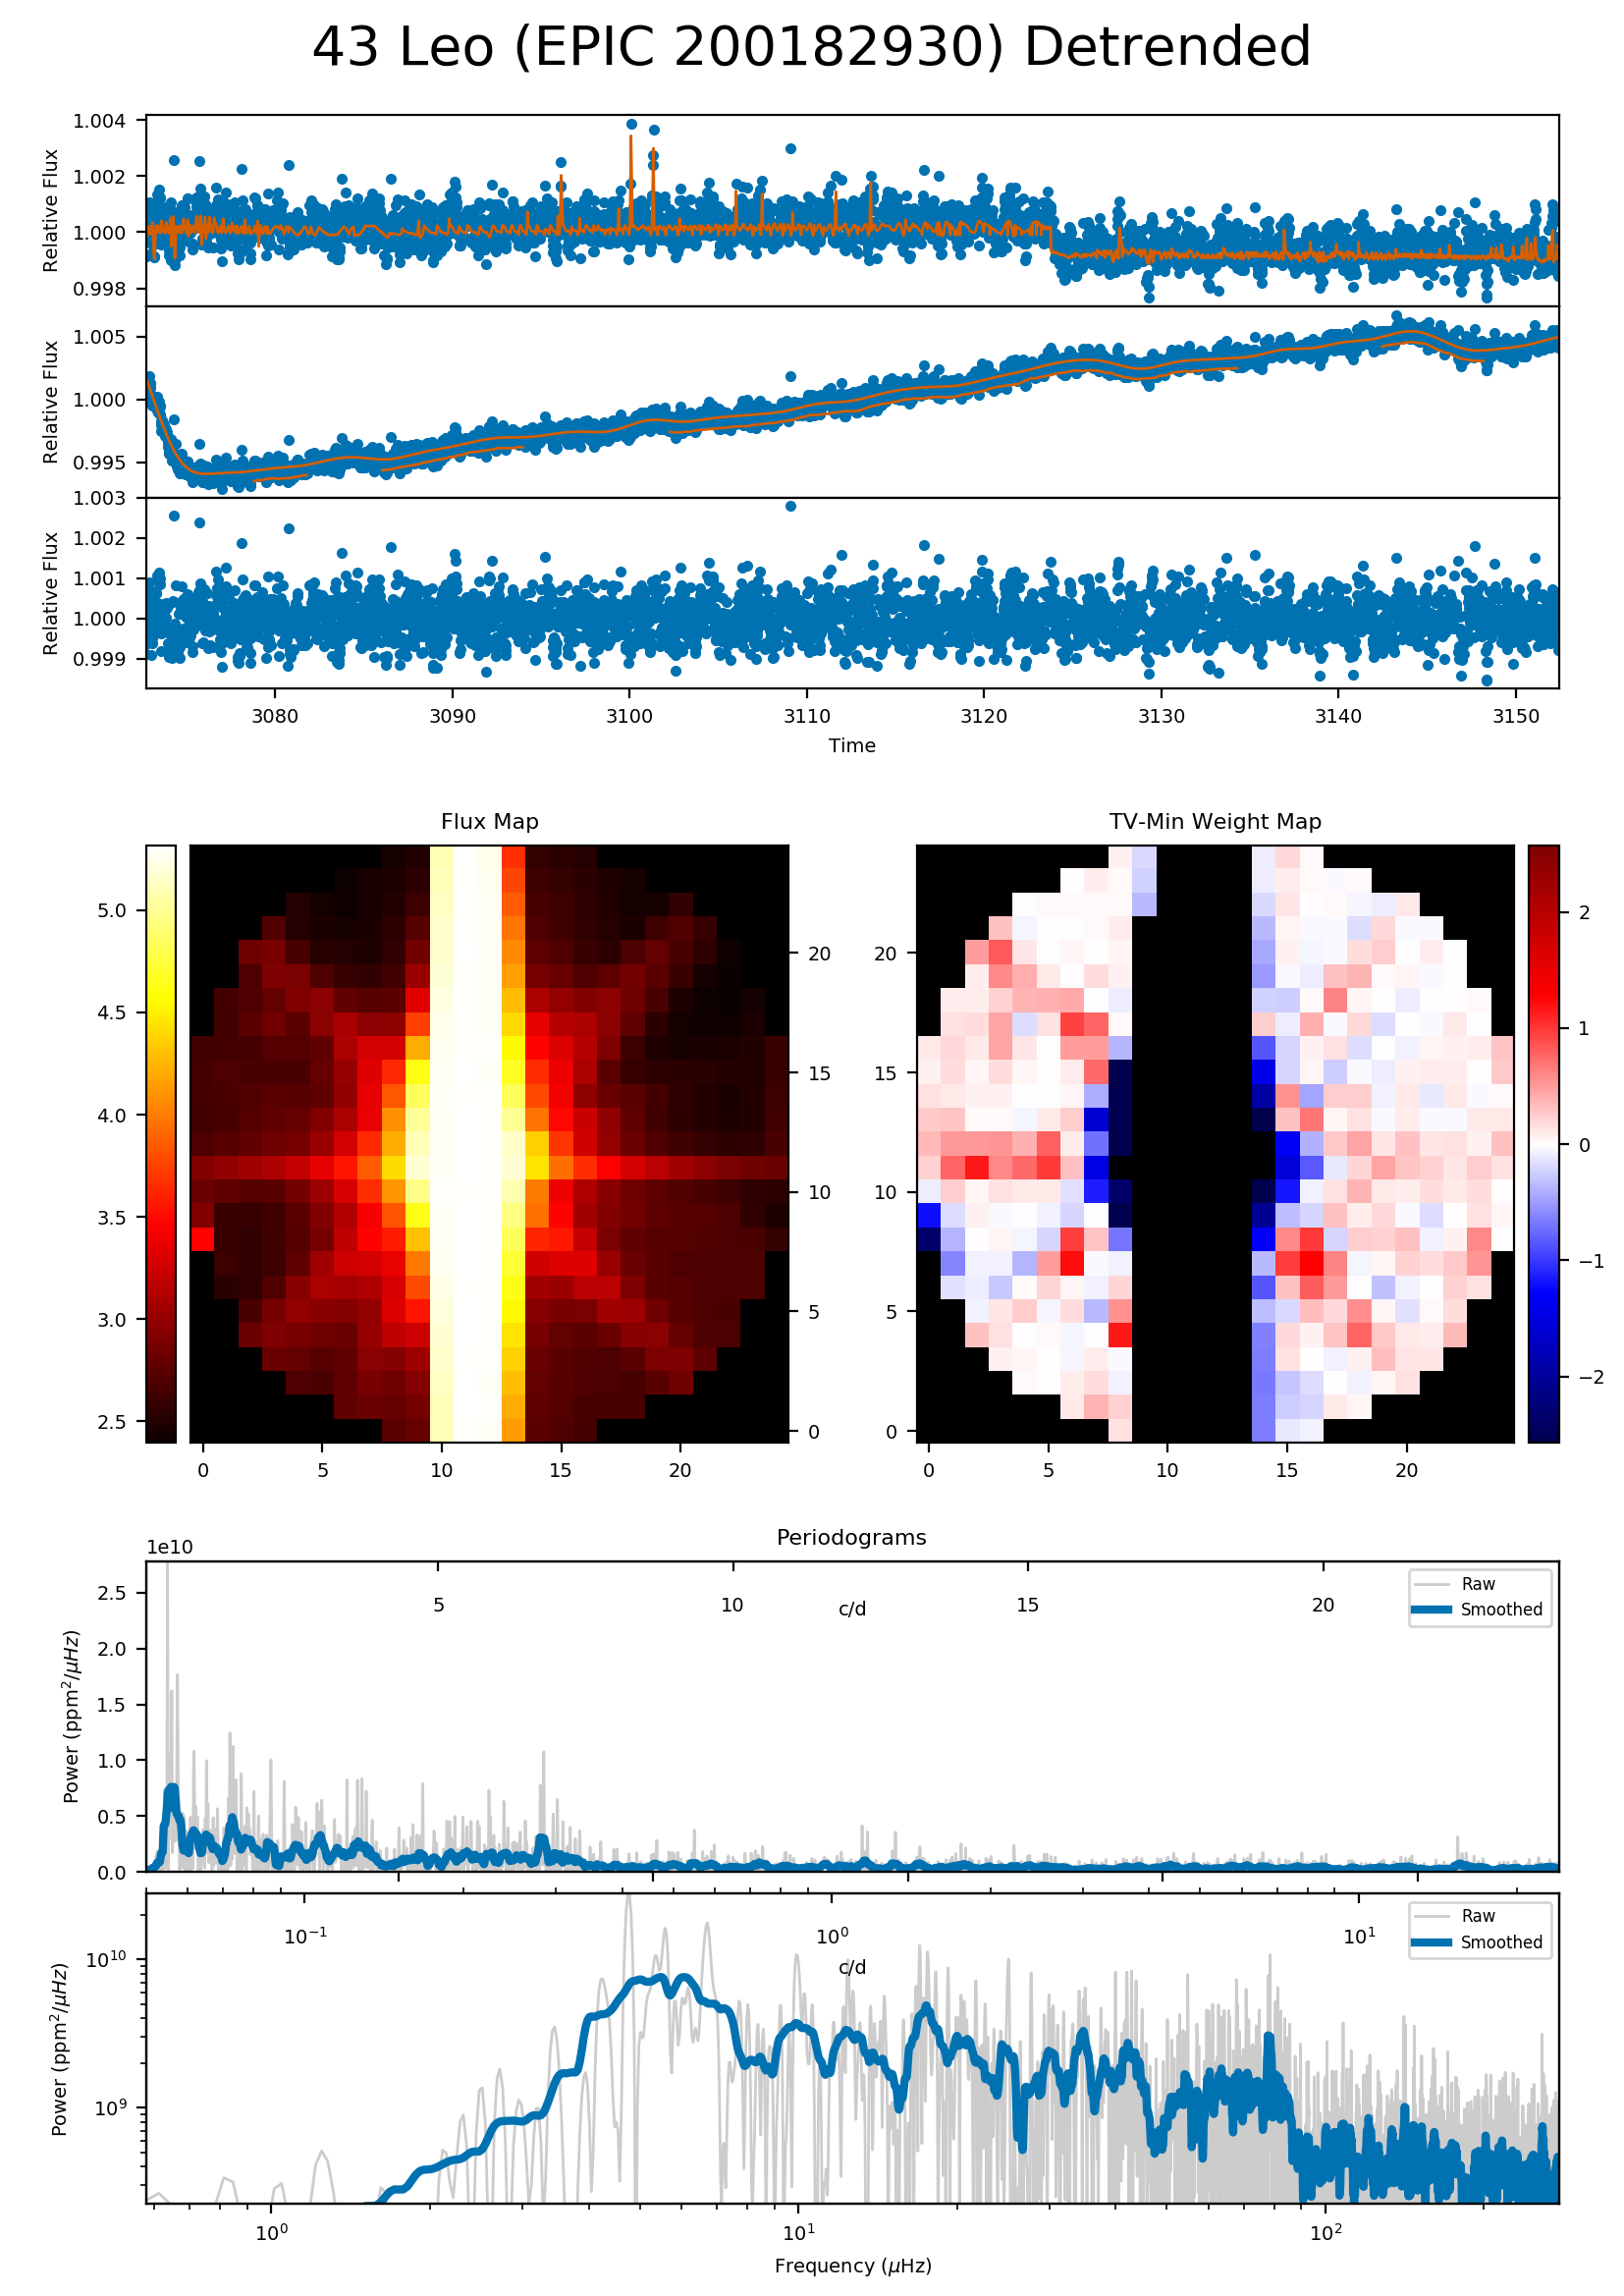 43 Leo (EPIC 200182930) Detrended
1.004
1.002
1.000
0.998
Relative Flux
1.005
1.000
0.995
Relative Flux
1.003
1.002
1.001
1.000
0.999
Relative Flux
3080 3090 3100 3110 3120 3130 3140 3150
Time
Flux Map
5.0
4.5
4.0
3.5
3.0
2.5
20
15
10
5
0
0 5 10 15 20
TV-Min Weight Map
20
15
10
5
0
0 5 10 15 20
2
1
0
−1
−2
Periodograms
1e10
2.5
2.0
1.5
1.0
0.5
0.0
Power (ppm²/μHz)
5 10 15 20
c/d
Raw
Smoothed
10⁻¹ 10⁰ 10¹
c/d
Raw
Smoothed
10¹⁰
10⁹
Power (ppm²/μHz)
10⁰ 10¹ 10²
Frequency (μHz)